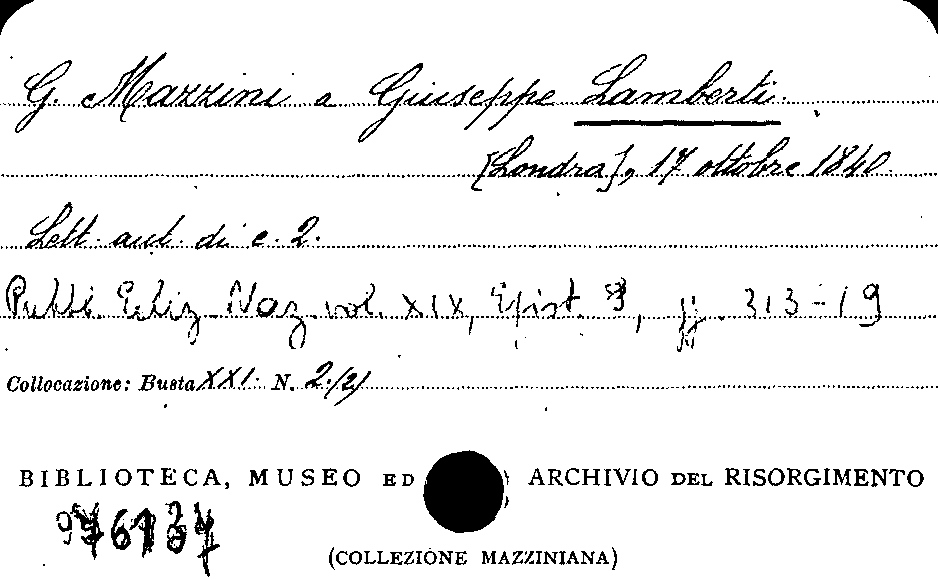 G. Mazzini a Giuseppe Lamberti.
[Londra], 17 ottobre 1840.
Lett. aut. di c. 2.
Pubbl. Ediz. Naz. vol. XIX, Epist. , pp. 313-19
Collocazione: Busta XXI. N. 2./2/
BIBLIOTECA, MUSEO ED ARCHIVIO DEL RISORGIMENTO
(COLLEZIONE MAZZINIANA)